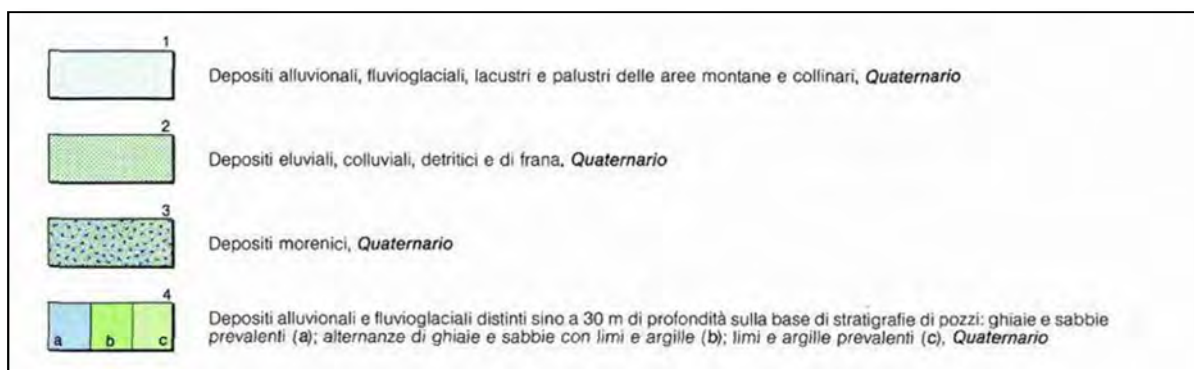 1
Depositi alluvionali, fluvioglaciali, lacustri e palustri delle aree montane e collinari, Quaternario
2
Depositi eluviali, colluviali, detritici e di frana, Quaternario
3
Depositi morenici, Quaternario
4
a b c
Depositi alluvionali e fluvioglaciali distinti sino a 30 m di profondità sulla base di stratigrafie di pozzi: ghiaie e sabbie
prevalenti (a); alternanze di ghiaie e sabbie con limi e argille (b); limi e argille prevalenti (c), Quaternario